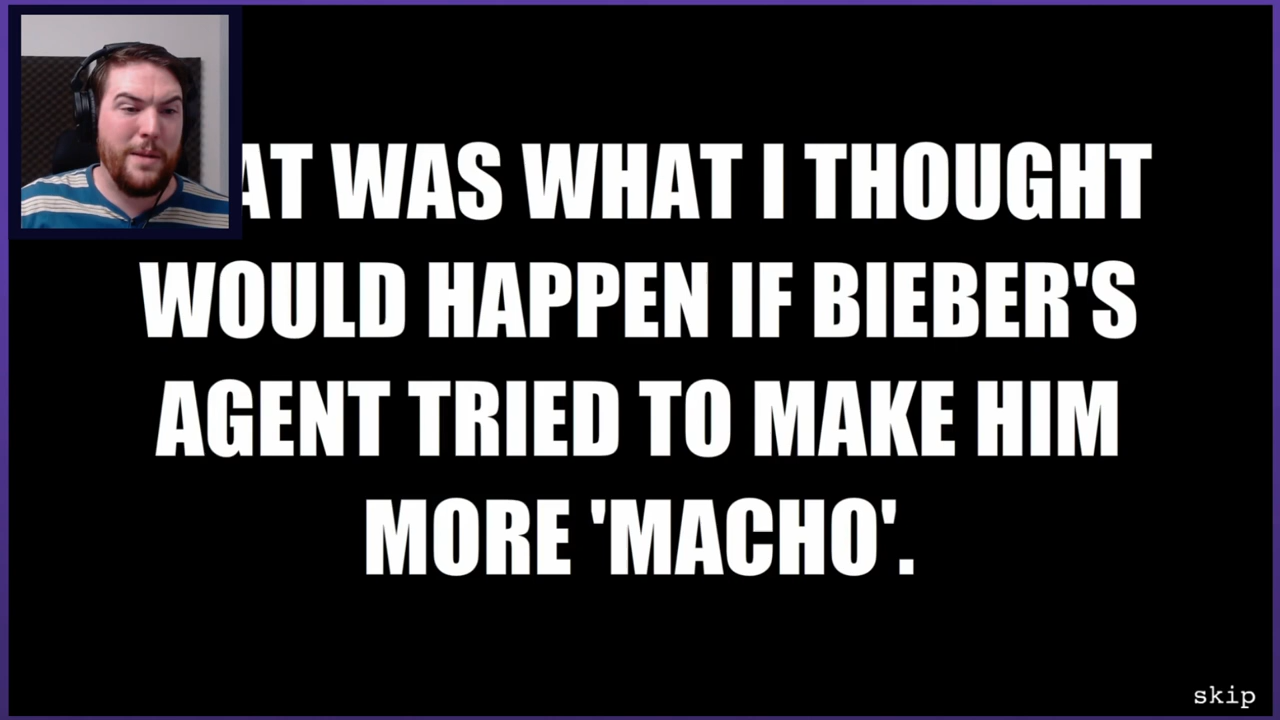 WAS WHAT I THOUGHT
WOULD HAPPEN IF BIEBER'S
AGENT TRIED TO MAKE HIM
MORE 'MACHO'.
skip